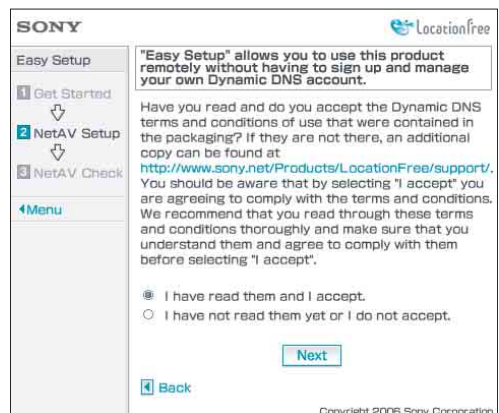 SONY
LocationFree
Easy Setup
1 Get Started
2 NetAV Setup
3 NetAV Check
Menu
"Easy Setup" allows you to use this product
remotely without having to sign up and manage
your own Dynamic DNS account.
Have you read and do you accept the Dynamic DNS
terms and conditions of use that were contained in
the packaging? If they are not there, an additional
copy can be found at
http://www.sony.net/Products/LocationFree/support/.
You should be aware that by selecting "I accept" you
are agreeing to comply with the terms and conditions.
We recommend that you read through these terms
and conditions thoroughly and make sure that you
understand them and agree to comply with them
before selecting "I accept".
I have read them and I accept.
I have not read them yet or I do not accept.
Next
Back
Copyright 2006 Sony Corporation